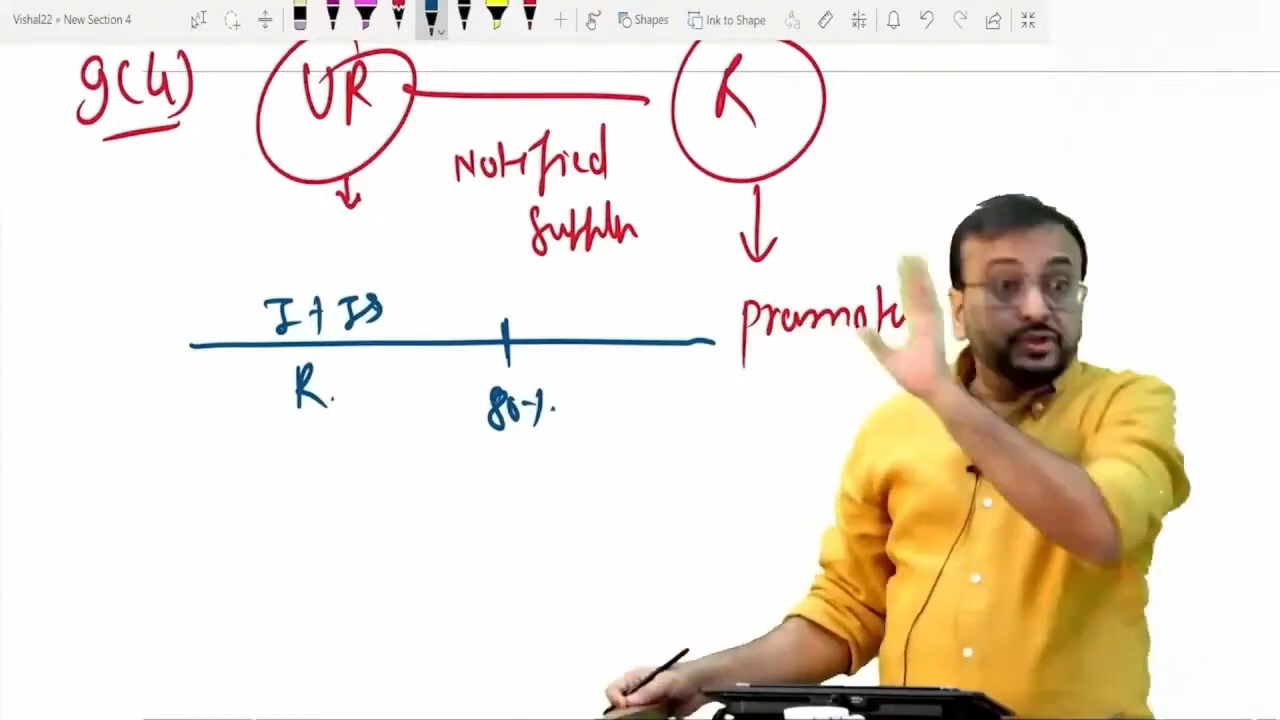 Vishal22 » New Section 4
Shapes
Ink to Shape
9(4)
UR
R
Notified
Supply
I + IS
R.
80%.
Promote